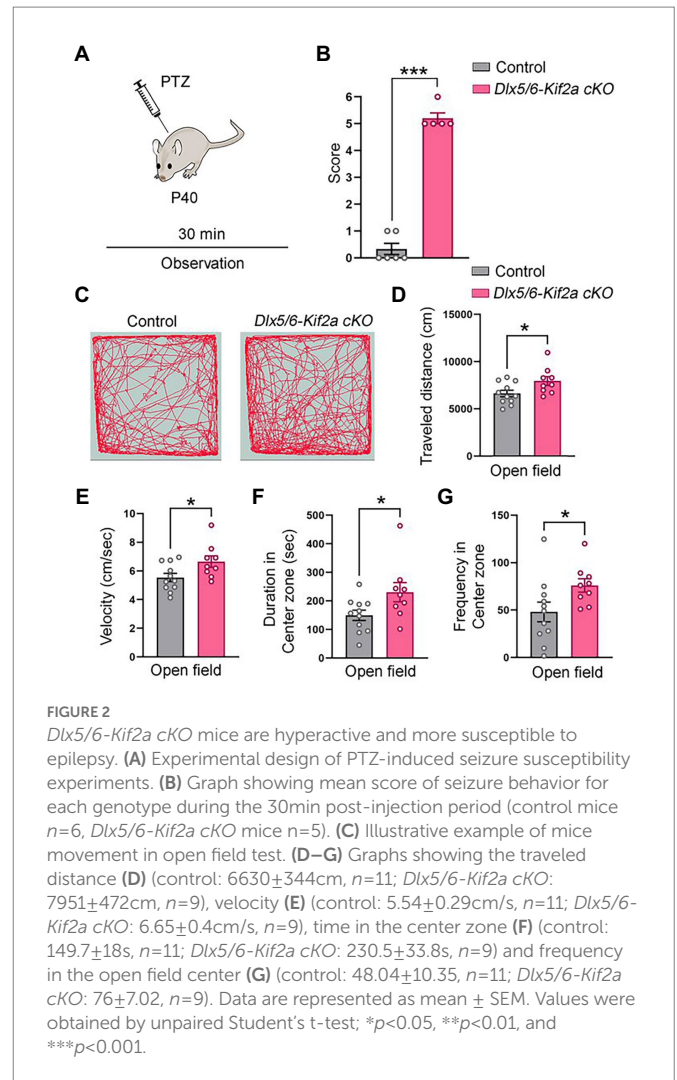 A
PTZ
P40
30 min
Observation
B
Control
Dlx5/6-Kif2a cKO
***
Score
6
5
4
3
2
1
0
C
Control
Dlx5/6-Kif2a cKO
D
Control
Dlx5/6-Kif2a cKO
*
Traveled distance (cm)
15000
10000
5000
0
Open field
E
*
Velocity (cm/sec)
10
8
6
4
2
0
Open field
F
*
Duration in
Center zone (sec)
500
400
300
200
100
0
Open field
G
*
Frequency in
Center zone
150
100
50
0
Open field
FIGURE 2
Dlx5/6-Kif2a cKO mice are hyperactive and more susceptible to
epilepsy. (A) Experimental design of PTZ-induced seizure susceptibility
experiments. (B) Graph showing mean score of seizure behavior for
each genotype during the 30min post-injection period (control mice
n=6, Dlx5/6-Kif2a cKO mice n=5). (C) Illustrative example of mice
movement in open field test. (D–G) Graphs showing the traveled
distance (D) (control: 6630±344cm, n=11; Dlx5/6-Kif2a cKO:
7951±472cm, n=9), velocity (E) (control: 5.54±0.29cm/s, n=11; Dlx5/6-
Kif2a cKO: 6.65±0.4cm/s, n=9), time in the center zone (F) (control:
149.7±18s, n=11; Dlx5/6-Kif2a cKO: 230.5±33.8s, n=9) and frequency
in the open field center (G) (control: 48.04±10.35, n=11; Dlx5/6-Kif2a
cKO: 76±7.02, n=9). Data are represented as mean ± SEM. Values were
obtained by unpaired Student’s t-test; *p<0.05, **p<0.01, and
***p<0.001.